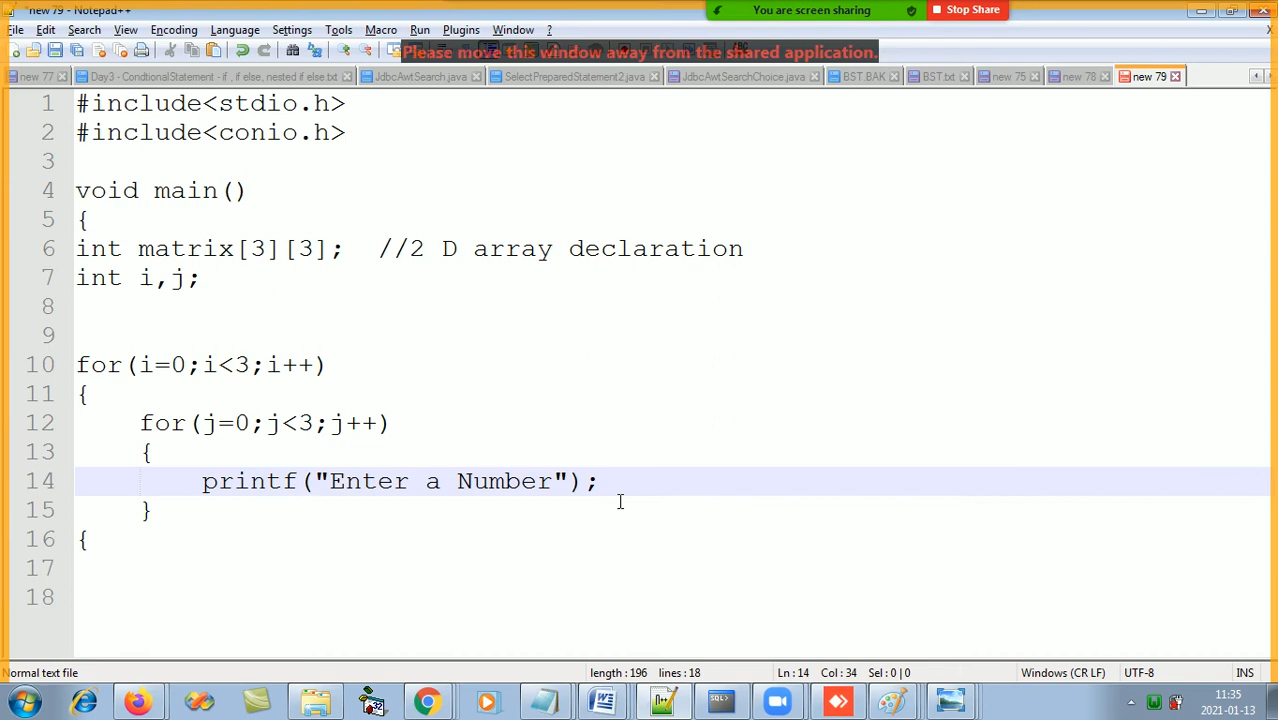 *new 79 - Notepad++
You are screen sharing
Stop Share
File Edit Search View Encoding Language Settings Tools Macro Run Plugins Window ?
Please move this window away from the shared application.
new 77 Day3 - CondtionalStatement - if , if else, nested if else.txt JdbcAwtSearch.java SelectPreparedStatement2.java JdbcAwtSearchChoice.java BST.BAK BST.txt new 75 new 78 new 79
1 #include<stdio.h>
2 #include<conio.h>
3
4 void main()
5 {
6 int matrix[3][3];  //2 D array declaration
7 int i,j;
8
9
10 for(i=0;i<3;i++)
11 {
12     for(j=0;j<3;j++)
13     {
14         printf("Enter a Number");
15     }
16 {
17
18
Normal text file length : 196 lines : 18 Ln : 14 Col : 34 Sel : 0 | 0 Windows (CR LF) UTF-8 INS
11:35
2021-01-13